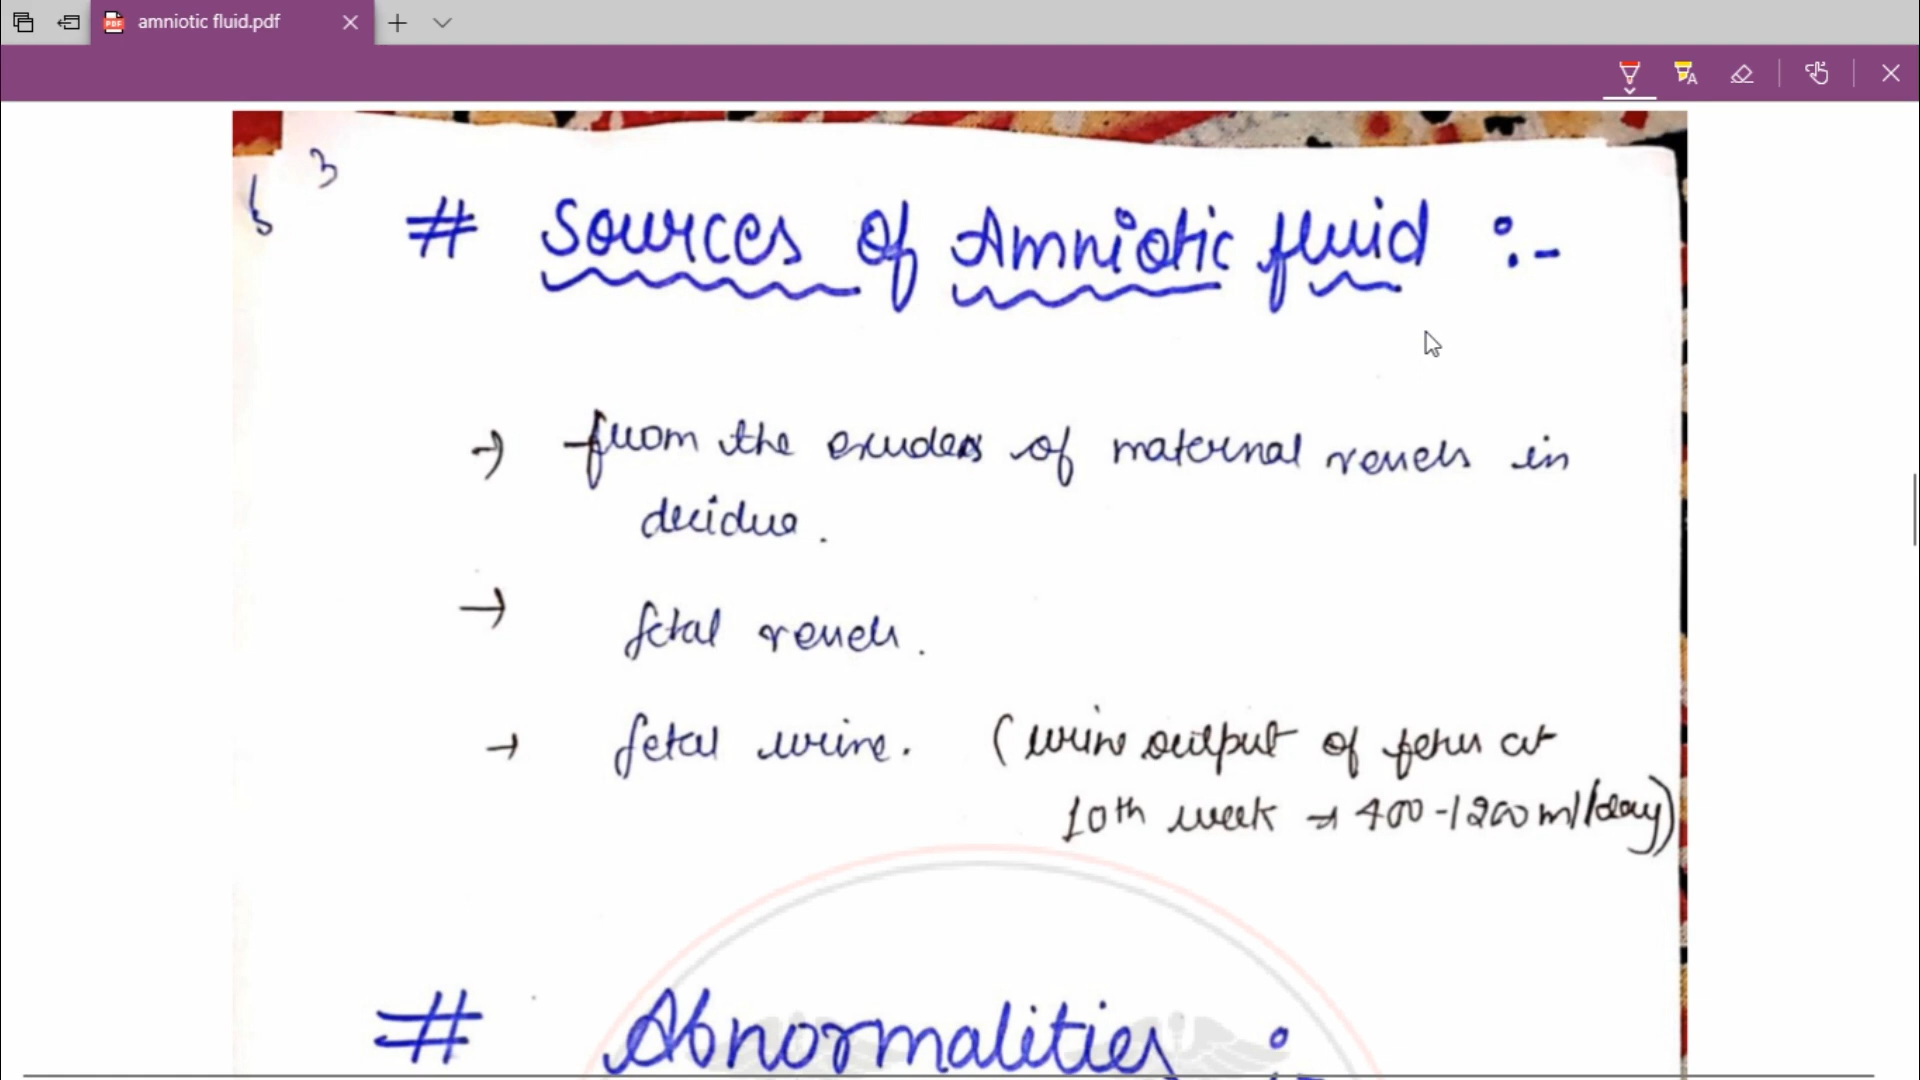 amniotic fluid.pdf
3
# Sources of Amniotic fluid :-
→ from the exudes of maternal vessels in
decidua.
→ fetal vessels.
→ fetal urine. (urine output of fetus at
10th week → 400-1200 ml/day)
# Abnormalities :-